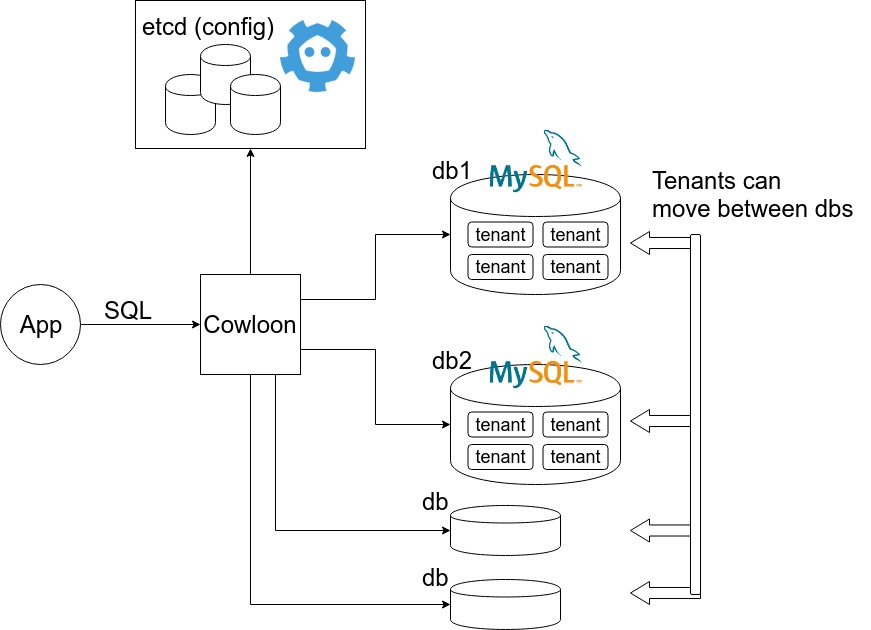 etcd (config)
App
SQL
Cowloon
db1
MySQL
tenant tenant
tenant tenant
Tenants can
move between dbs
db2
MySQL
tenant tenant
tenant tenant
db
db